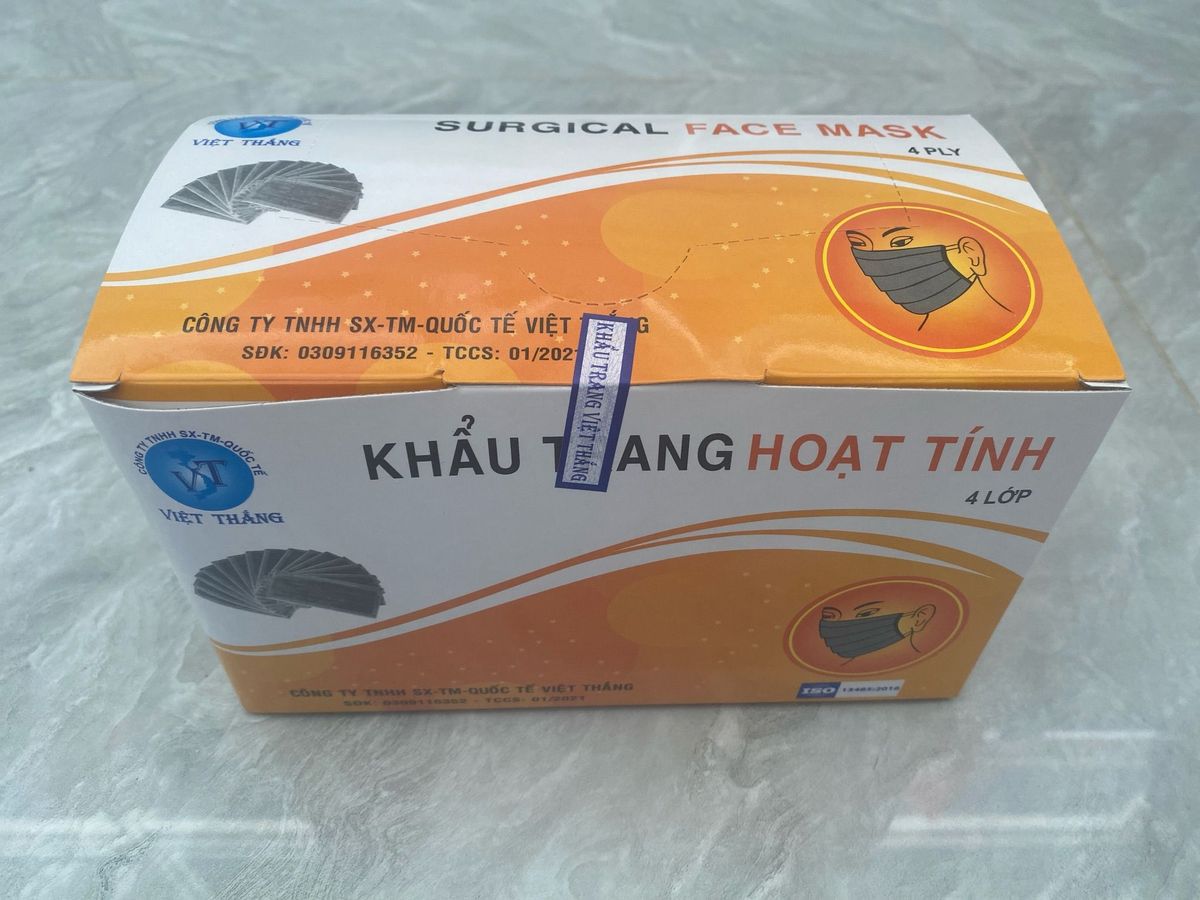 VT
VIỆT THẮNG
SURGICAL FACE MASK
4 PLY
CÔNG TY TNHH SX-TM-QUỐC TẾ VIỆT THẮNG
SĐK: 0309116352 - TCCS: 01/2021
KHẨU TRANG VIỆT THẮNG
CÔNG TY TNHH SX-TM-QUỐC TẾ
VT
VIỆT THẮNG
KHẨU TRANG HOẠT TÍNH
4 LỚP
CÔNG TY TNHH SX-TM-QUỐC TẾ VIỆT THẮNG
SĐK: 0309116352 - TCCS: 01/2021
ISO 13485:2016